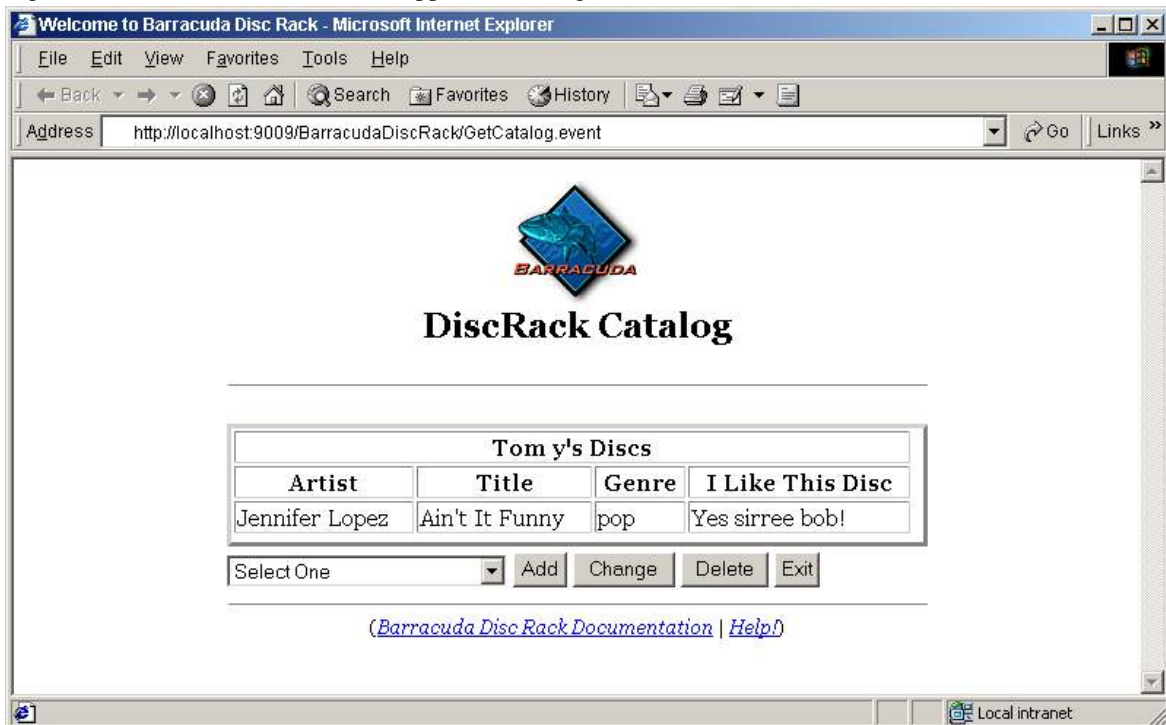 Welcome to Barracuda Disc Rack - Microsoft Internet Explorer
File Edit View Favorites Tools Help
Back Search Favorites History
Address http://localhost:9009/BarracudaDiscRack/GetCatalog.event Go Links »
BARRACUDA
DiscRack Catalog
Tom y's Discs
Artist Title Genre I Like This Disc
Jennifer Lopez Ain't It Funny pop Yes sirree bob!
Select One Add Change Delete Exit
(Barracuda Disc Rack Documentation | Help!)
Local intranet